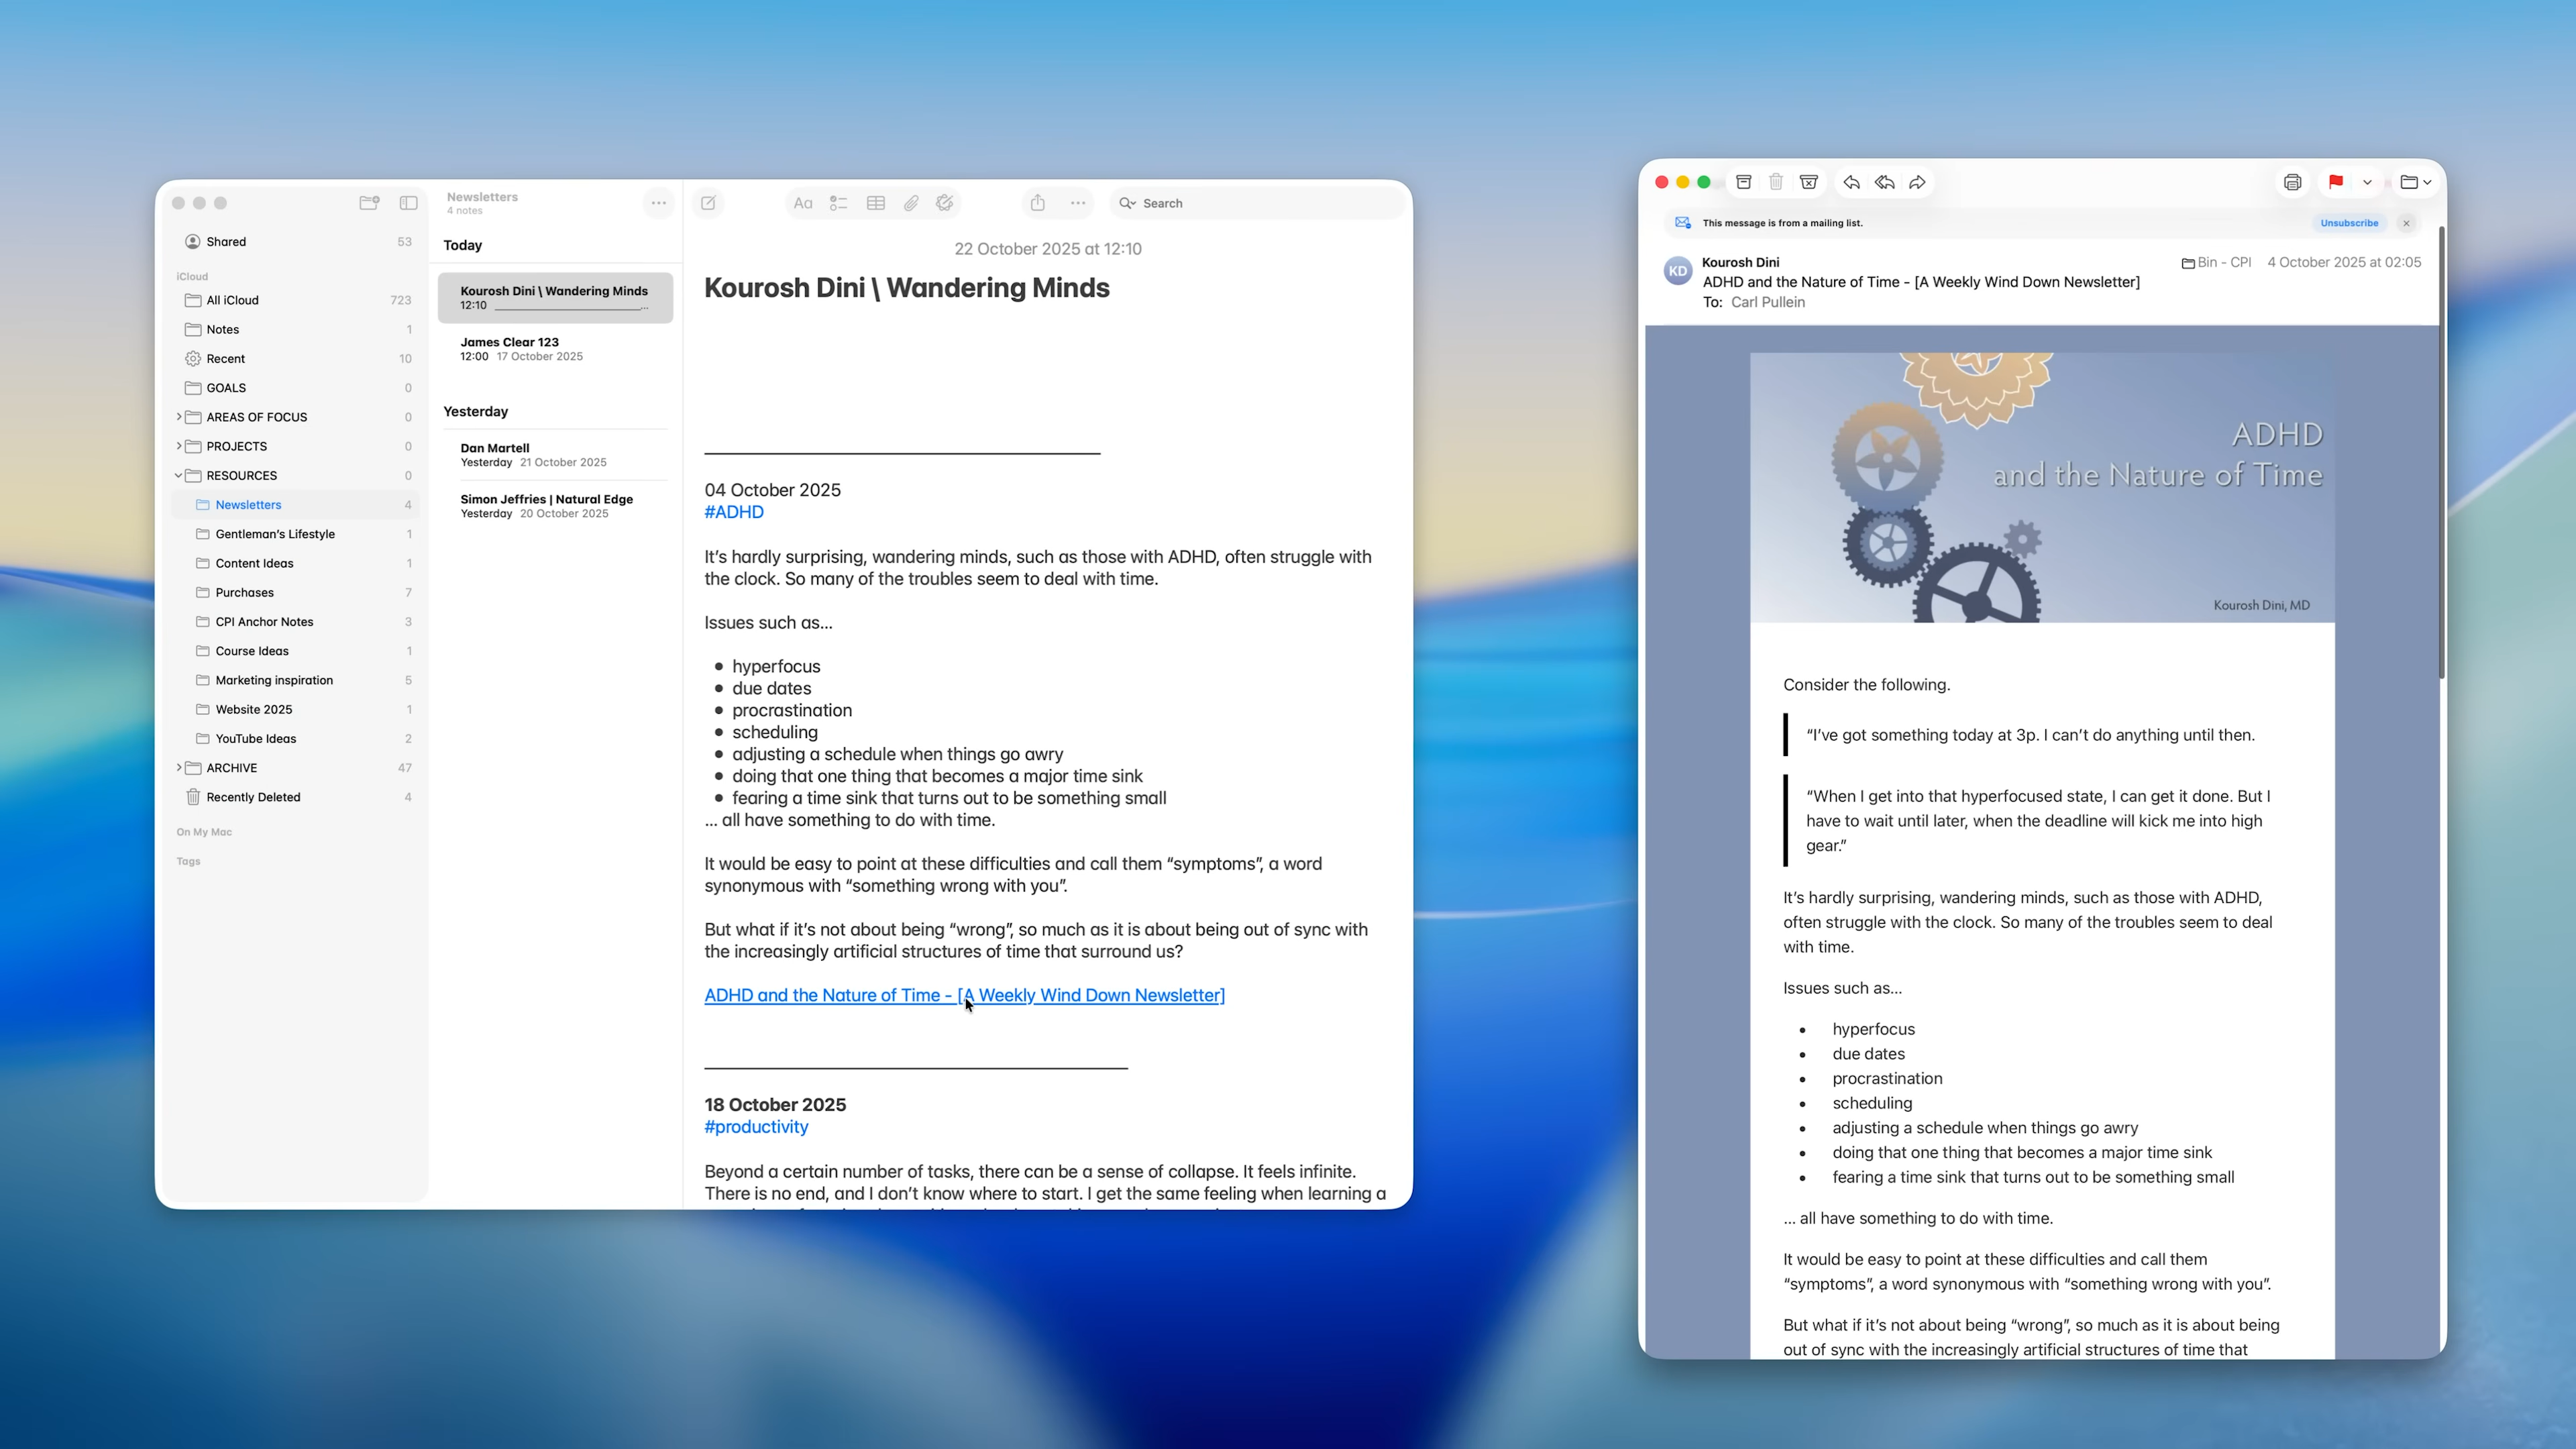 Shared 53
iCloud
All iCloud 723
Notes 1
Recent 10
GOALS 0
AREAS OF FOCUS 0
PROJECTS 0
RESOURCES 0
Newsletters 4
Gentleman's Lifestyle 1
Content Ideas 1
Purchases 7
CPI Anchor Notes 3
Course Ideas 1
Marketing inspiration 5
Website 2025 1
YouTube Ideas 2
ARCHIVE 47
Recently Deleted 4
On My Mac
Tags
Newsletters
4 notes
Today
Kourosh Dini \ Wandering Minds
12:10 ________________________...
James Clear 123
12:00 17 October 2025
Yesterday
Dan Martell
Yesterday 21 October 2025
Simon Jeffries | Natural Edge
Yesterday 20 October 2025
Aa
Search
22 October 2025 at 12:10
Kourosh Dini \ Wandering Minds
04 October 2025
#ADHD
It's hardly surprising, wandering minds, such as those with ADHD, often struggle with
the clock. So many of the troubles seem to deal with time.
Issues such as...
• hyperfocus
• due dates
• procrastination
• scheduling
• adjusting a schedule when things go awry
• doing that one thing that becomes a major time sink
• fearing a time sink that turns out to be something small
... all have something to do with time.
It would be easy to point at these difficulties and call them “symptoms”, a word
synonymous with “something wrong with you”.
But what if it's not about being “wrong”, so much as it is about being out of sync with
the increasingly artificial structures of time that surround us?
ADHD and the Nature of Time - [A Weekly Wind Down Newsletter]
18 October 2025
#productivity
Beyond a certain number of tasks, there can be a sense of collapse. It feels infinite.
There is no end, and I don't know where to start. I get the same feeling when learning a
This message is from a mailing list.
Unsubscribe
KD
Kourosh Dini
Bin - CPI 4 October 2025 at 02:05
ADHD and the Nature of Time - [A Weekly Wind Down Newsletter]
To: Carl Pullein
ADHD
and the Nature of Time
Kourosh Dini, MD
Consider the following.
“I've got something today at 3p. I can't do anything until then.
“When I get into that hyperfocused state, I can get it done. But I
have to wait until later, when the deadline will kick me into high
gear.”
It's hardly surprising, wandering minds, such as those with ADHD,
often struggle with the clock. So many of the troubles seem to deal
with time.
Issues such as...
• hyperfocus
• due dates
• procrastination
• scheduling
• adjusting a schedule when things go awry
• doing that one thing that becomes a major time sink
• fearing a time sink that turns out to be something small
... all have something to do with time.
It would be easy to point at these difficulties and call them
“symptoms”, a word synonymous with “something wrong with you”.
But what if it's not about being “wrong”, so much as it is about being
out of sync with the increasingly artificial structures of time that